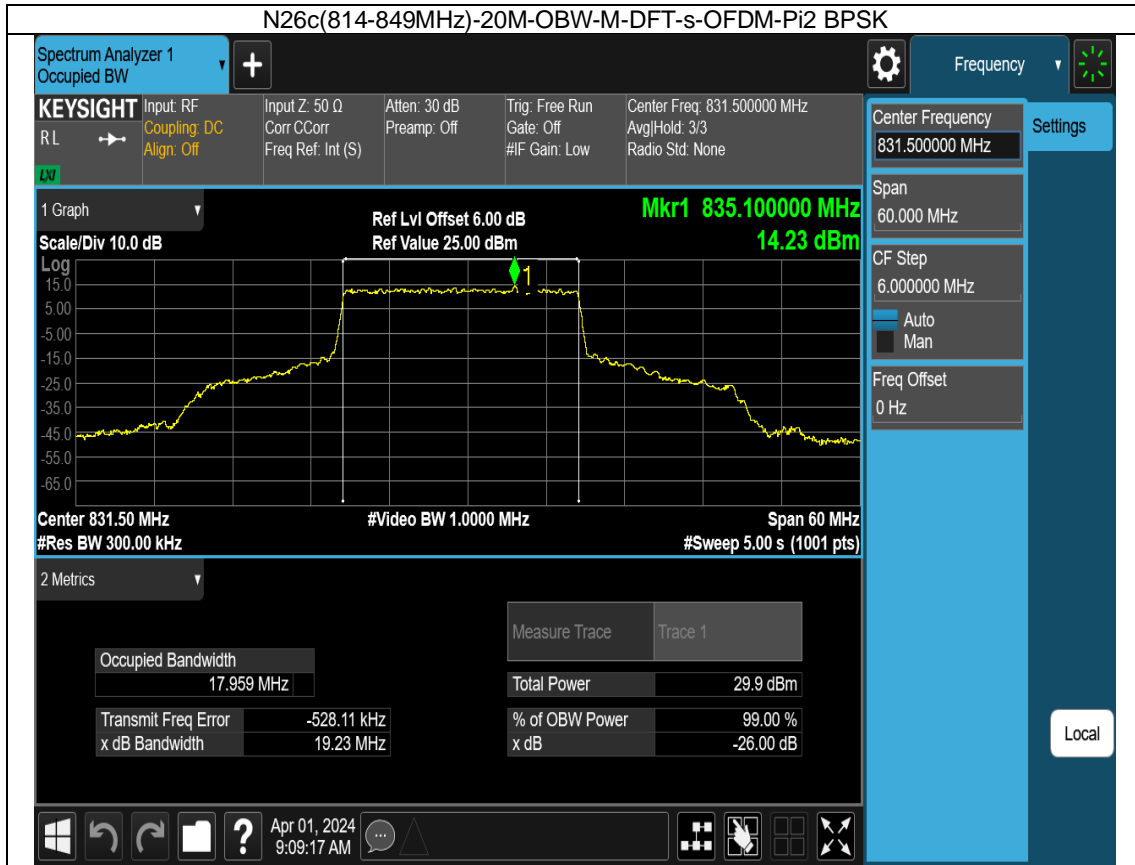 N26c(814-849MHz)-20M-OBW-M-DFT-s-OFDM-Pi2 BPSK
Spectrum Analyzer 1
Occupied BW
+
Frequency
KEYSIGHT
R L
LXI
Input: RF
Coupling: DC
Align: Off
Input Z: 50 Ω
Corr CCorr
Freq Ref: Int (S)
Atten: 30 dB
Preamp: Off
Trig: Free Run
Gate: Off
#IF Gain: Low
Center Freq: 831.500000 MHz
Avg|Hold: 3/3
Radio Std: None
Center Frequency
831.500000 MHz
Settings
Span
60.000 MHz
CF Step
6.000000 MHz
Auto
Man
Freq Offset
0 Hz
Local
1 Graph
Scale/Div 10.0 dB
Ref Lvl Offset 6.00 dB
Ref Value 25.00 dBm
Mkr1 835.100000 MHz
14.23 dBm
Log
15.0
5.00
-5.00
-15.0
-25.0
-35.0
-45.0
-55.0
-65.0
1
Center 831.50 MHz
#Res BW 300.00 kHz
#Video BW 1.0000 MHz
Span 60 MHz
#Sweep 5.00 s (1001 pts)
2 Metrics
Measure Trace
Trace 1
Occupied Bandwidth
17.959 MHz
Total Power
29.9 dBm
Transmit Freq Error
-528.11 kHz
% of OBW Power
99.00 %
x dB Bandwidth
19.23 MHz
x dB
-26.00 dB
?
Apr 01, 2024
9:09:17 AM